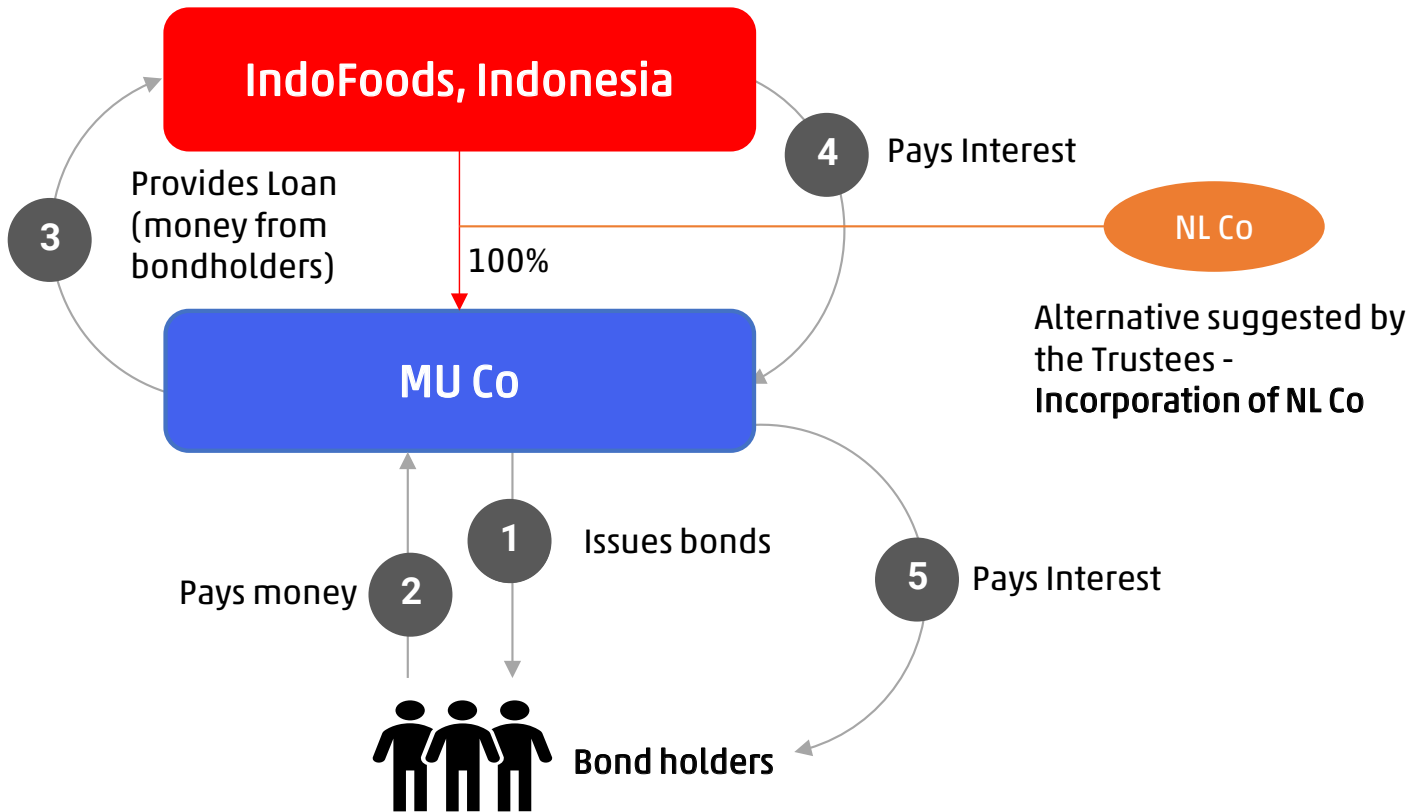 IndoFoods, Indonesia
4
Pays Interest
Provides Loan
(money from
bondholders)
3
100%
NL Co
Alternative suggested by
the Trustees -
Incorporation of NL Co
MU Co
1
Issues bonds
Pays money
2
5
Pays Interest
Bond holders